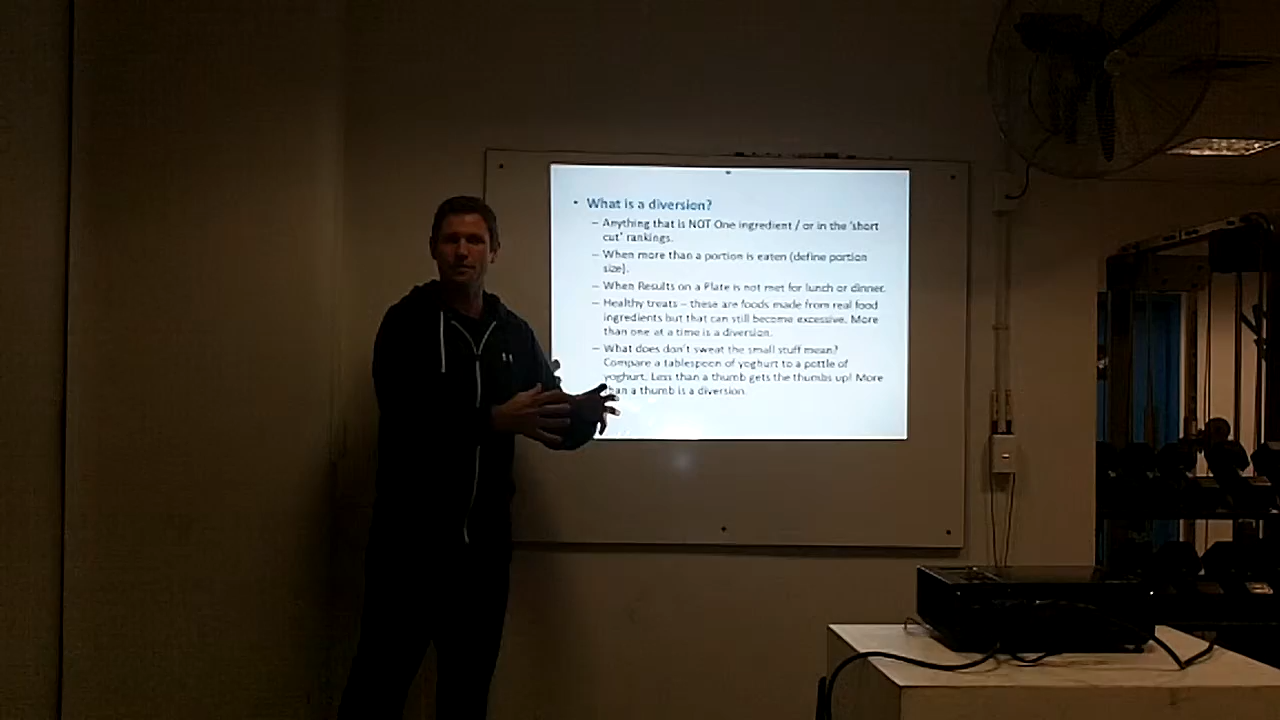 • What is a diversion?
– Anything that is NOT One ingredient / or in the 'short
cut' rankings.
– When more than a portion is eaten (define portion
size).
– When Results on a Plate is not met for lunch or dinner.
– Healthy treats – these are foods made from real food
ingredients but that can still become excessive. More
than one at a time is a diversion.
– What does don't sweat the small stuff mean?
Compare a tablespoon of yoghurt to a pottle of
yoghurt. Less than a thumb gets the thumbs up! More
than a thumb is a diversion.